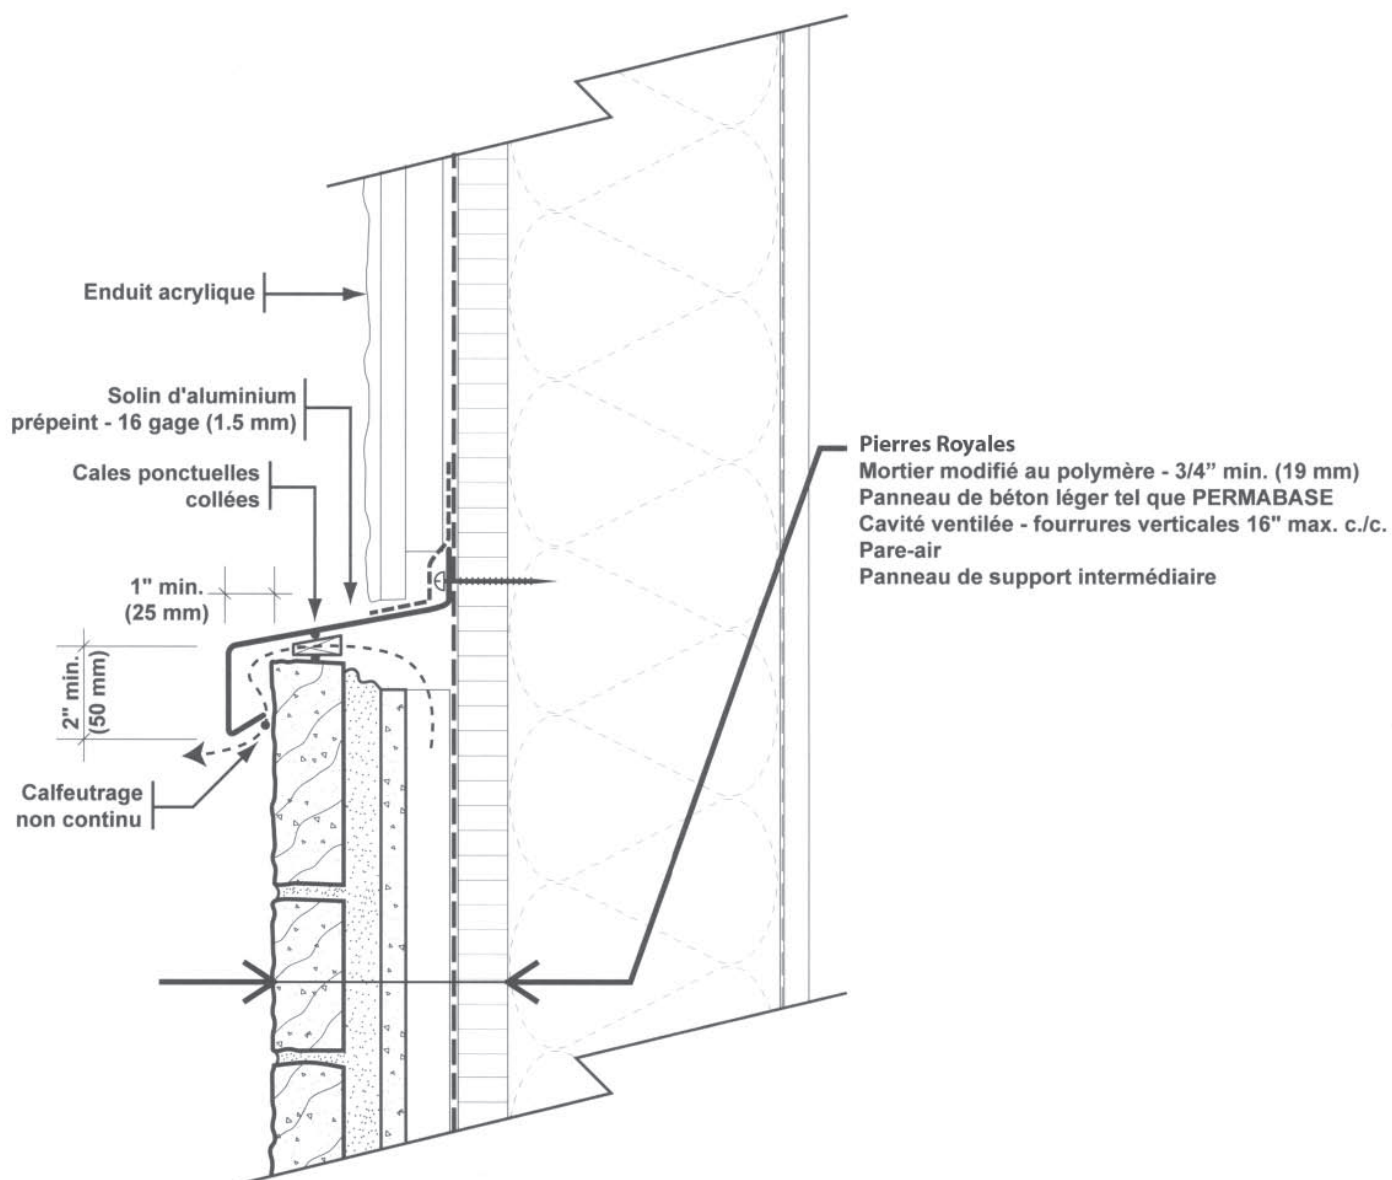 Enduit acrylique
Solin d'aluminium
prépeint - 16 gage (1.5 mm)
Cales ponctuelles
collées
1" min.
(25 mm)
2" min.
(50 mm)
Calfeutrage
non continu
Pierres Royales
Mortier modifié au polymère - 3/4” min. (19 mm)
Panneau de béton léger tel que PERMABASE
Cavité ventilée - fourrures verticales 16" max. c./c.
Pare-air
Panneau de support intermédiaire